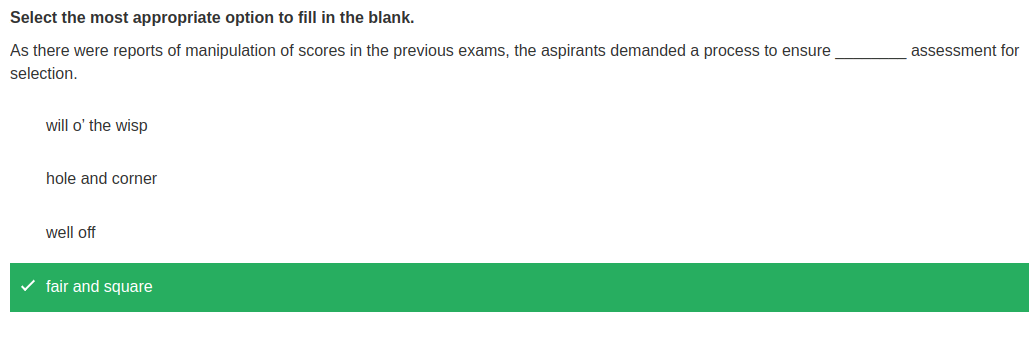 Select the most appropriate option to fill in the blank.
As there were reports of manipulation of scores in the previous exams, the aspirants demanded a process to ensure ________ assessment for
selection.
will o' the wisp
hole and corner
well off
fair and square